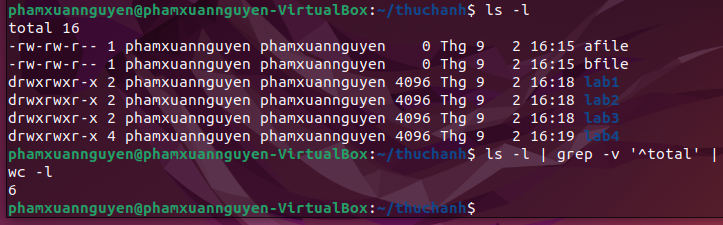 phamxuannguyen@phamxuannguyen-VirtualBox:~/thuchanh$ ls -l
total 16
-rw-rw-r-- 1 phamxuannguyen phamxuannguyen    0 Thg 9   2 16:15 afile
-rw-rw-r-- 1 phamxuannguyen phamxuannguyen    0 Thg 9   2 16:15 bfile
drwxrwxr-x 2 phamxuannguyen phamxuannguyen 4096 Thg 9   2 16:18 lab1
drwxrwxr-x 2 phamxuannguyen phamxuannguyen 4096 Thg 9   2 16:18 lab2
drwxrwxr-x 2 phamxuannguyen phamxuannguyen 4096 Thg 9   2 16:18 lab3
drwxrwxr-x 4 phamxuannguyen phamxuannguyen 4096 Thg 9   2 16:19 lab4
phamxuannguyen@phamxuannguyen-VirtualBox:~/thuchanh$ ls -l | grep -v '^total' |
wc -l
6
phamxuannguyen@phamxuannguyen-VirtualBox:~/thuchanh$